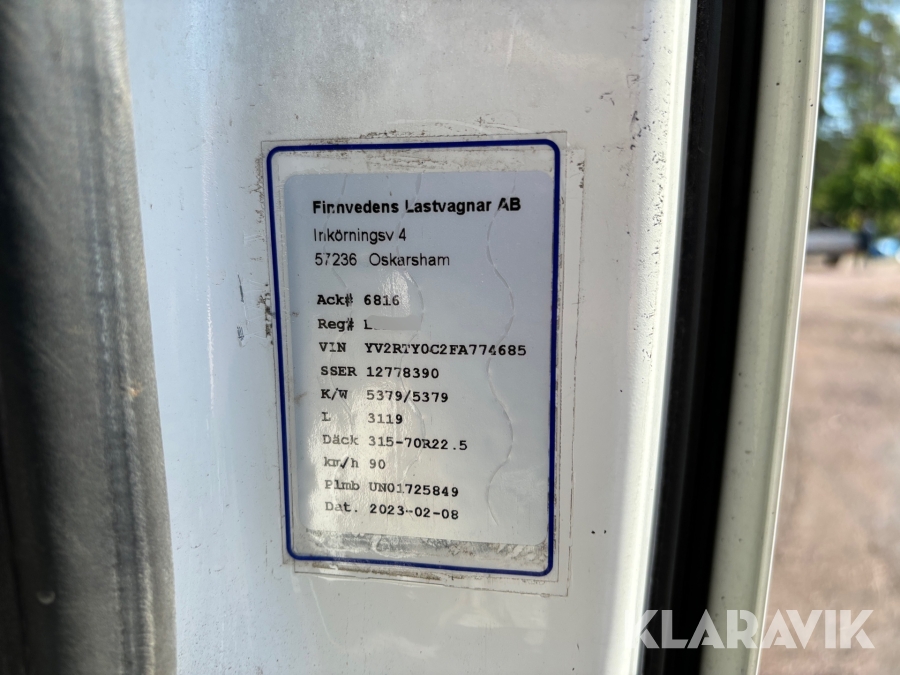 Finnvedens Lastvagnar AB
Inkörningsv 4
57236 Oskarsham
Ack# 6816
Reg# L
VIN YV2RTY0C2FA774685
SSER 12778390
K/W 5379/5379
L 3119
Däck 315-70R22.5
km/h 90
Plmb UN01725849
Dat. 2023-02-08
KLARAVIK